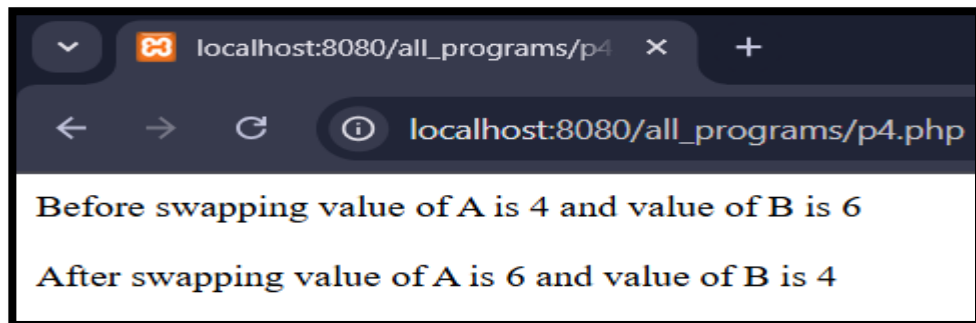 localhost:8080/all_programs/p4
localhost:8080/all_programs/p4.php
Before swapping value of A is 4 and value of B is 6
After swapping value of A is 6 and value of B is 4